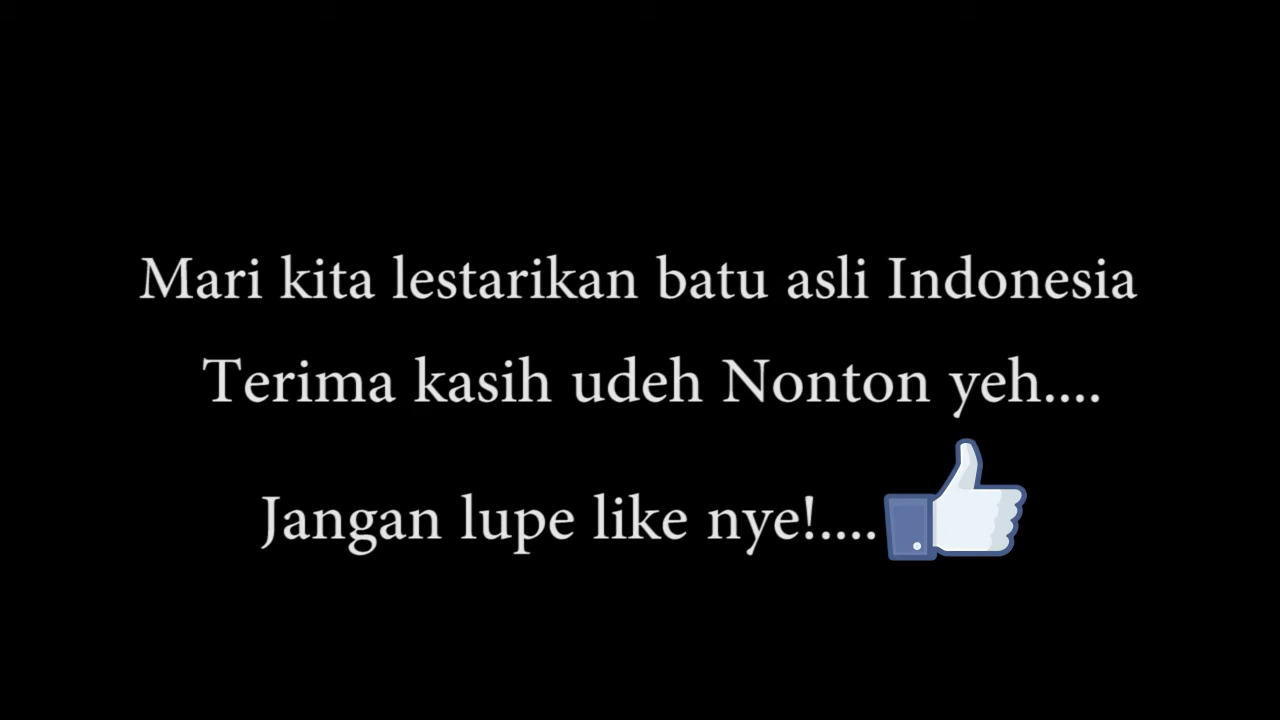 Mari kita lestarikan batu asli Indonesia
Terima kasih udeh Nonton yeh....
Jangan lupe like nye!....